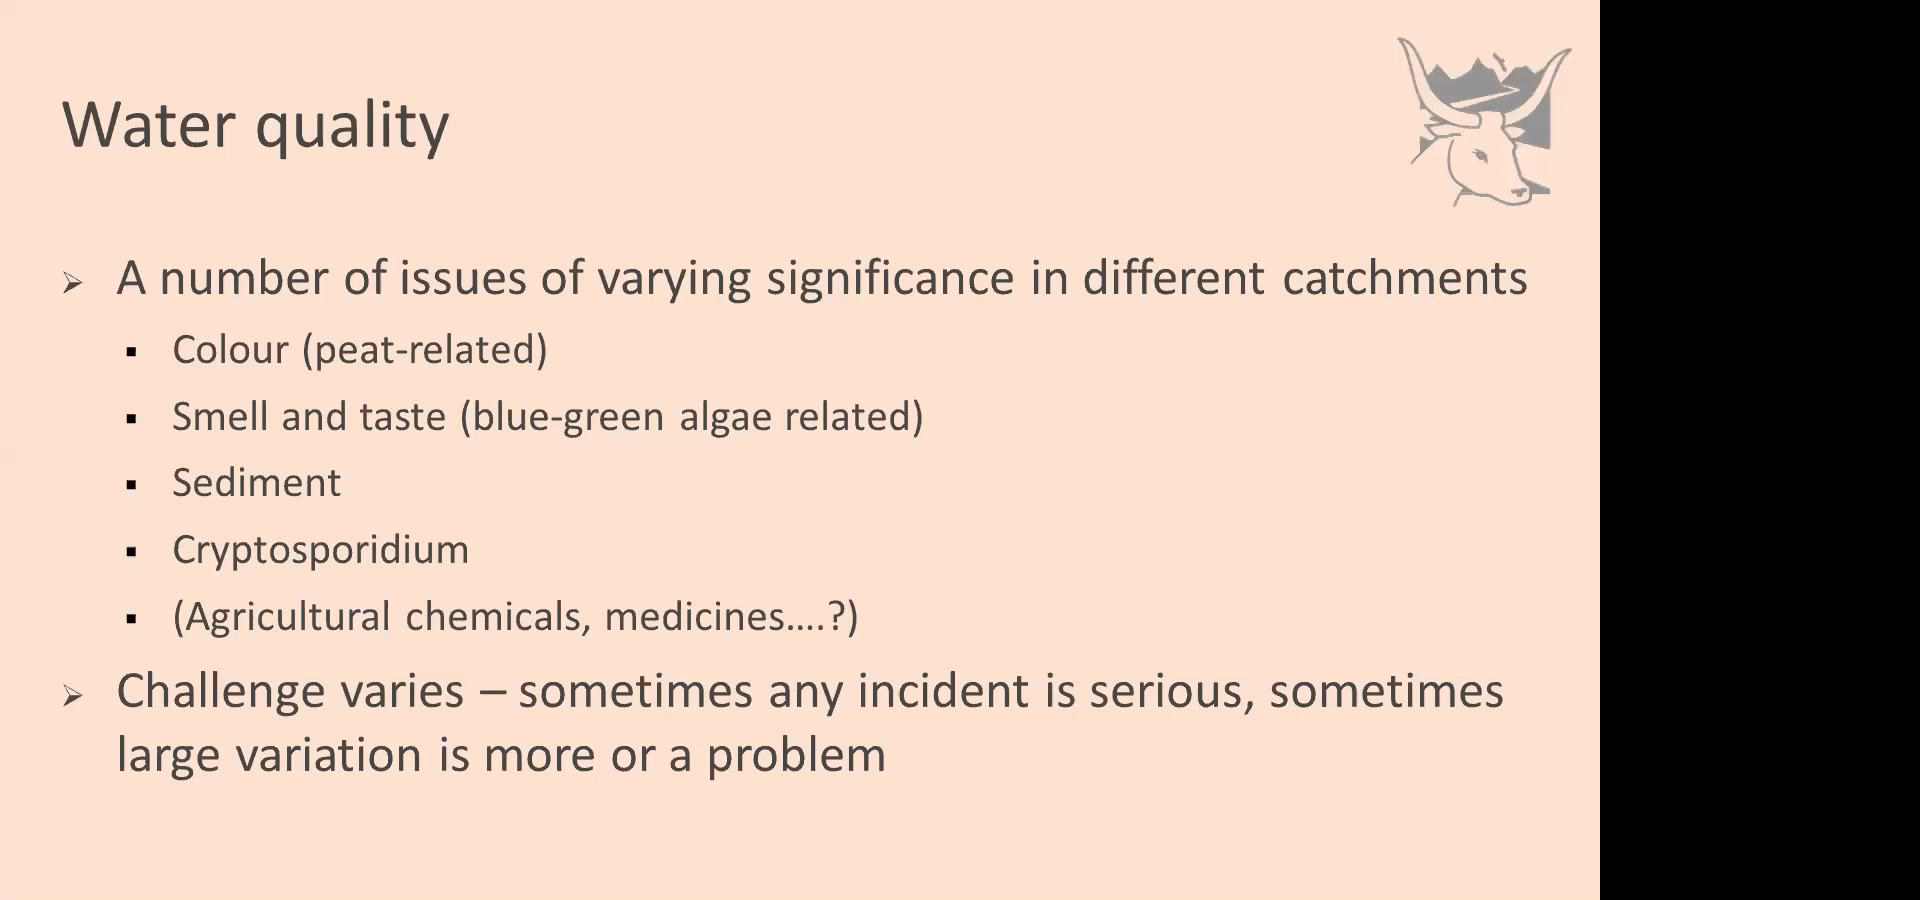 Water quality
A number of issues of varying significance in different catchments
Colour (peat-related)
Smell and taste (blue-green algae related)
Sediment
Cryptosporidium
(Agricultural chemicals, medicines....?)
Challenge varies – sometimes any incident is serious, sometimes
large variation is more or a problem